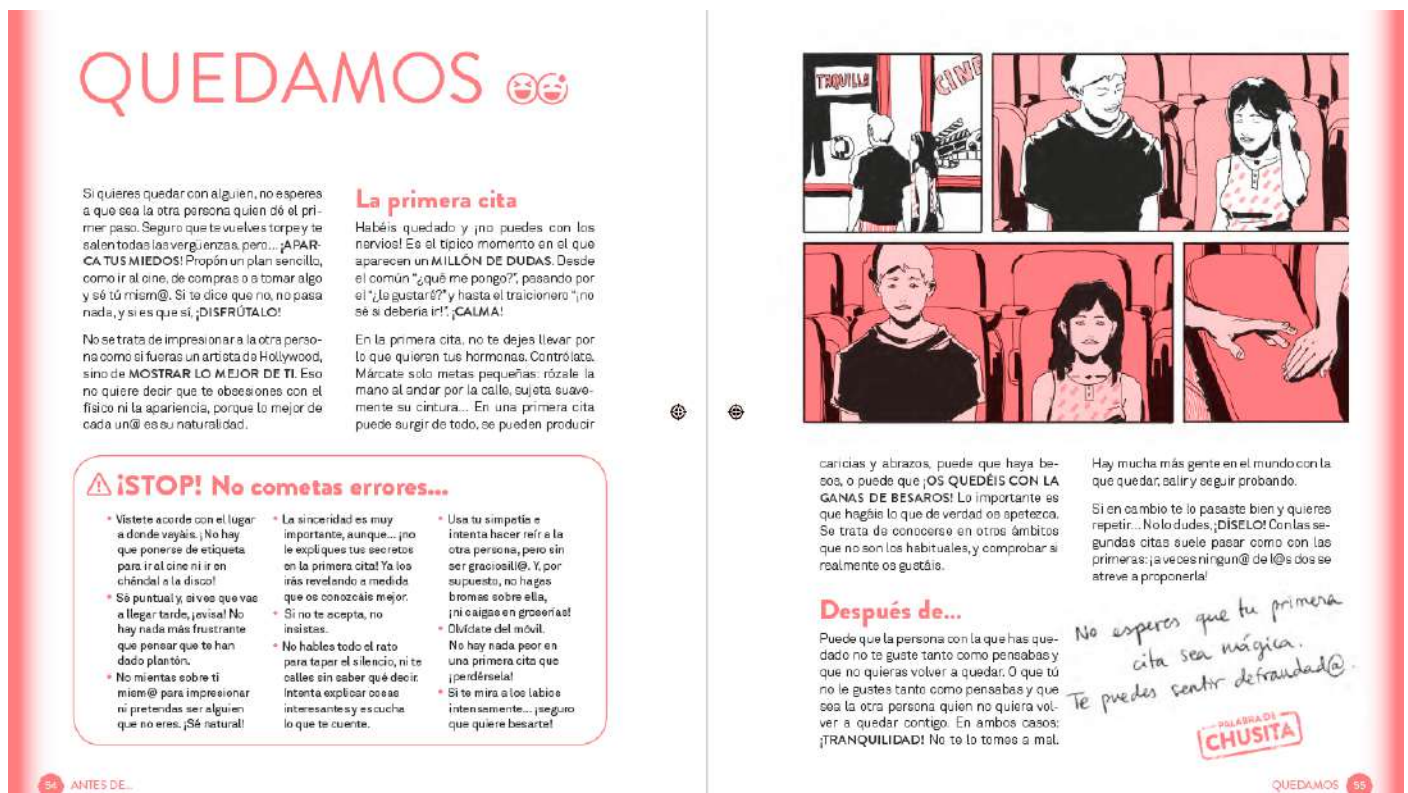 QUEDAMOS
Si quieres quedar con alguien, no esperes
a que sea la otra persona quien dé el pri-
mer paso. Seguro que te vuelves torpe y te
salen todas las vergüenzas, pero... ¡APAR-
CA TUS MIEDOS! Propón un plan sencillo,
como ir al cine, de compras o a tomar algo
y sé tú mism@. Si te dice que no, no pasa
nada, y si es que sí, ¡DISFRÚTALO!
No se trata de impresionar a la otra perso-
na como si fueras un artista de Hollywood,
sino de MOSTRAR LO MEJOR DE TI. Eso
no quiere decir que te obsesiones con el
físico ni la apariencia, porque lo mejor de
cada un@ es su naturalidad.
La primera cita
Habéis quedado y ¡no puedes con los
nervios! Es el típico momento en el que
aparecen un MILLÓN DE DUDAS. Desde
el común "¿qué me pongo?", pasando por
el "¿le gustaré?" y hasta el traicionero "¡no
sé si debería ir!". ¡CALMA!
En la primera cita, no te dejes llevar por
lo que quieren tus hormonas. Contrólate.
Márcate solo metas pequeñas: rózale la
mano al andar por la calle, sujeta suave-
mente su cintura... En una primera cita
puede surgir de todo, se pueden producir
¡STOP! No cometas errores...
• Vístete acorde con el lugar
a donde vayáis. ¡No hay
que ponerse de etiqueta
para ir al cine ni ir en
chándal a la disco!
• Sé puntual y, si ves que vas
a llegar tarde, ¡avisa! No
hay nada más frustrante
que pensar que te han
dado plantón.
• No mientas sobre ti
mism@ para impresionar
ni pretendas ser alguien
que no eres. ¡Sé natural!
• La sinceridad es muy
importante, aunque... ¡no
le expliques tus secretos
en la primera cita! Ya los
irás revelando a medida
que os conozcáis mejor.
• Si no te acepta, no
insistas.
• No hables todo el rato
para tapar el silencio, ni te
calles sin saber qué decir.
Intenta explicar cosas
interesantes y escucha
lo que te cuente.
• Usa tu simpatía e
intenta hacer reír a la
otra persona, pero sin
ser graciosill@. Y, por
supuesto, no hagas
bromas sobre ella,
¡ni caigas en groserías!
• Olvídate del móvil.
No hay nada peor en
una primera cita que
¡perdérsela!
• Si te mira a los labios
intensamente... ¡seguro
que quiere besarte!
54 ANTES DE...
TAQUILLA
CINE
caricias y abrazos, puede que haya be-
sos, o puede que ¡OS QUEDÉIS CON LA
GANAS DE BESAROS! Lo importante es
que hagáis lo que de verdad os apetezca.
Se trata de conocerse en otros ámbitos
que no son los habituales, y comprobar si
realmente os gustáis.
Después de...
Puede que la persona con la que has que-
dado no te guste tanto como pensabas y
que no quieras volver a quedar. O que tú
no le gustes tanto como pensabas y que
sea la otra persona quien no quiera vol-
ver a quedar contigo. En ambos casos:
¡TRANQUILIDAD! No te lo tomes a mal.
Hay mucha más gente en el mundo con la
que quedar, salir y seguir probando.
Si en cambio te lo pasaste bien y quieres
repetir... No lo dudes, ¡DÍSELO! Con las se-
gundas citas suele pasar como con las
primeras: ¡a veces ningun@ de l@s dos se
atreve a proponerla!
No esperes que tu primera
cita sea mágica.
Te puedes sentir defraudad@.
PALABRA DE
CHUSITA
QUEDAMOS 55